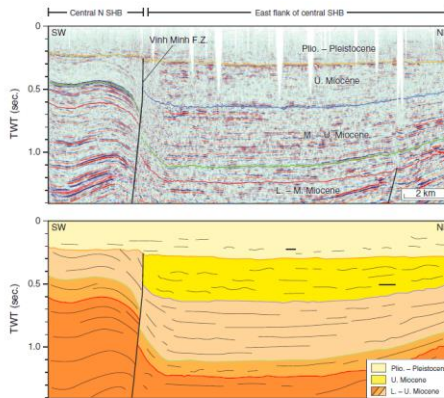 Central N SHB
East flank of central SHB
SW
Vinh Minh F.Z.
N
Plio. – Pleistocene
U. Miocene
M. – U. Miocene
L. – M. Miocene
2 km
TWT (sec.)
0
0.5
1.0
SW
N
TWT (sec.)
0
0.5
1.0
Plio. – Pleistocene
U. Miocene
L. – U. Miocene